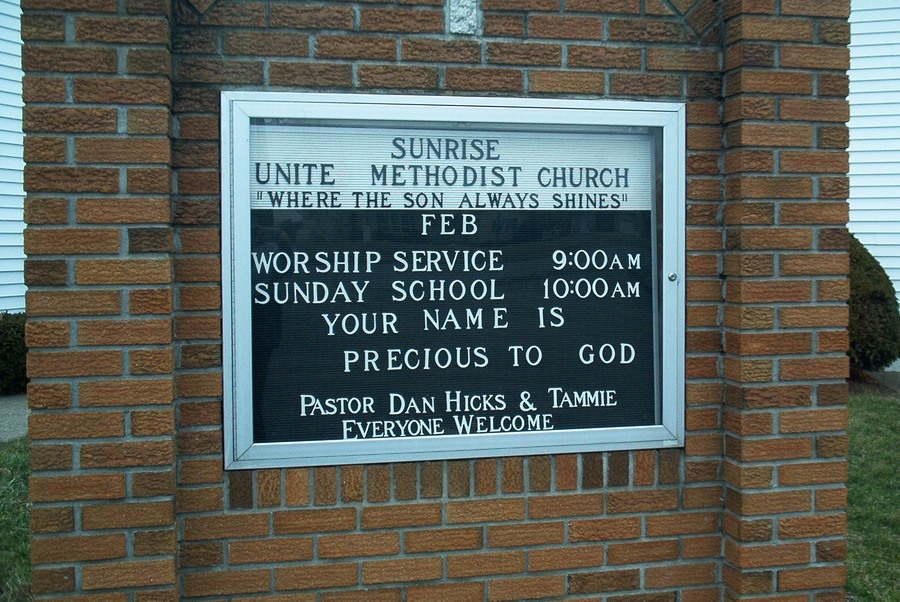 SUNRISE
UNITE METHODIST CHURCH
"WHERE THE SON ALWAYS SHINES"
FEB
WORSHIP SERVICE 9:00AM
SUNDAY SCHOOL 10:00AM
YOUR NAME IS
PRECIOUS TO GOD
PASTOR DAN HICKS & TAMMIE
EVERYONE WELCOME